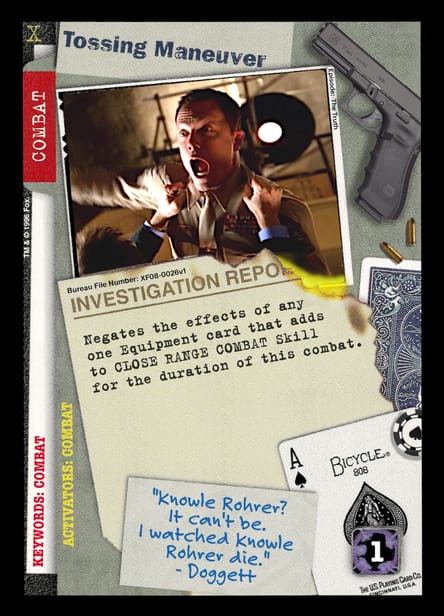 X
Tossing Maneuver
COMBAT
Episode: The Truth
TM & © 1996 Fox.
Bureau File Number: XF08-0026v1
INVESTIGATION REPO
Negates the effects of any
one Equipment card that adds
to CLOSE RANGE COMBAT Skill
for the duration of this combat.
KEYWORDS: COMBAT
ACTIVATORS: COMBAT
"Knowle Rohrer?
It can't be.
I watched Knowle
Rohrer die."
- Doggett
A
BICYCLE®
808
1
THE U.S. PLAYING CARD CO.
CINCINNATI, U.S.A.